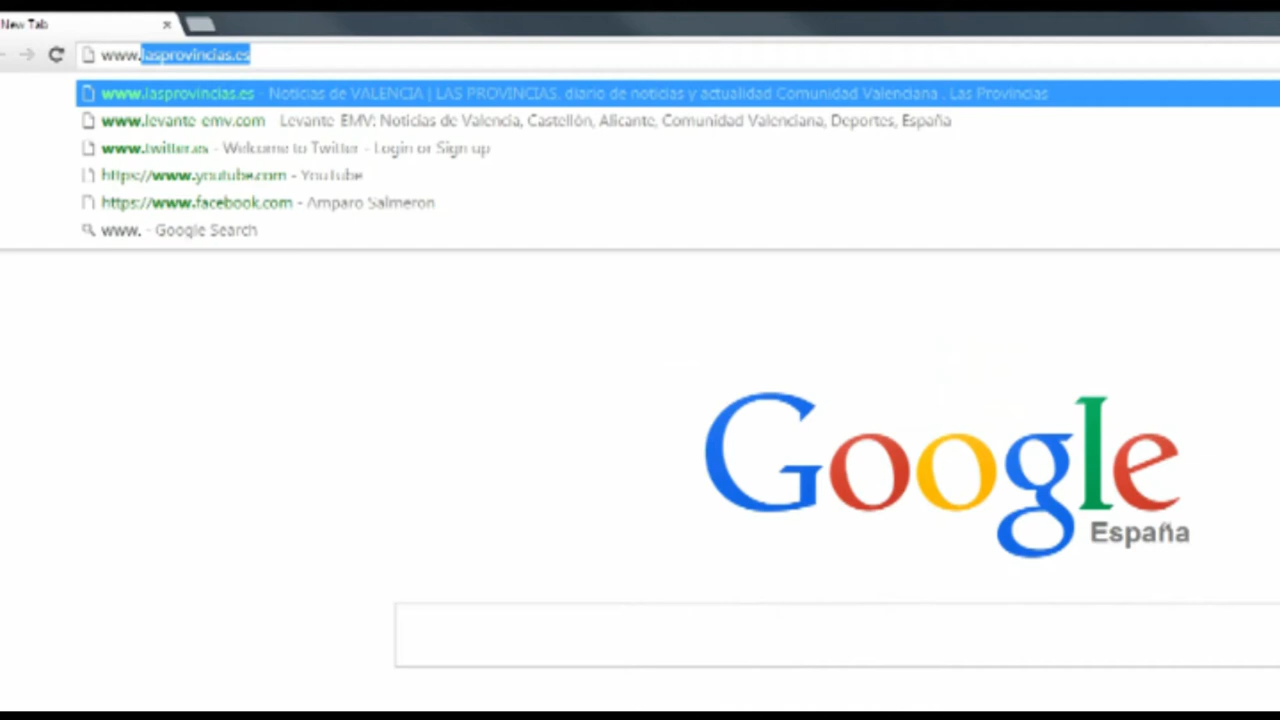 New Tab
www.lasprovincias.es
www.lasprovincias.es - Noticias de VALENCIA | LAS PROVINCIAS, diario de noticias y actualidad Comunidad Valenciana . Las Provincias
www.levante-emv.com - Levante-EMV: Noticias de Valencia, Castellón, Alicante, Comunidad Valenciana, Deportes, España
www.twitter.es - Welcome to Twitter - Login or Sign up
https://www.youtube.com - YouTube
https://www.facebook.com - Amparo Salmeron
www. - Google Search
Google
España